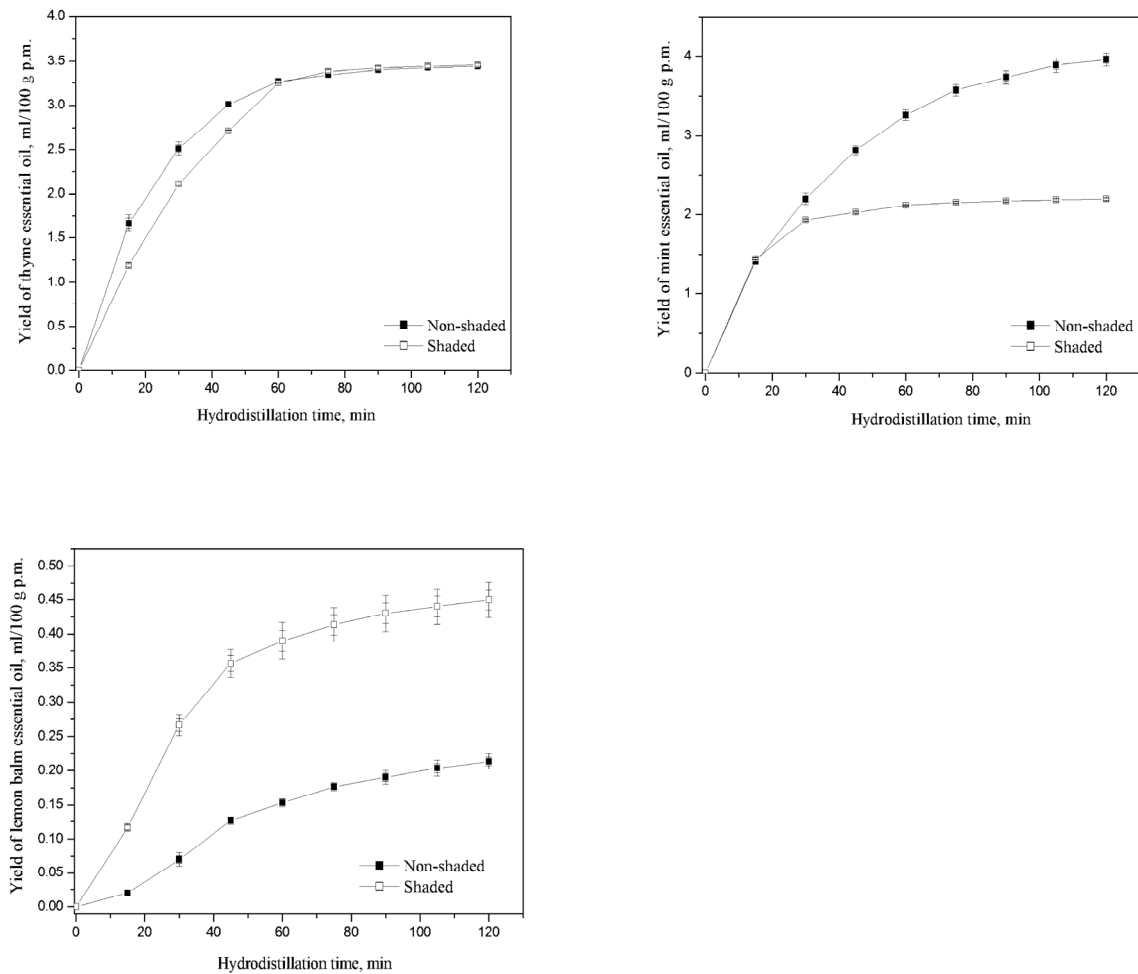 Yield of thyme essential oil, ml/100 g p.m.
4.0
3.5
3.0
2.5
2.0
1.5
1.0
0.5
0.0
0 20 40 60 80 100 120
Hydrodistillation time, min
Non-shaded
Shaded
Yield of mint essential oil, ml/100 g p.m.
4
3
2
1
0
0 20 40 60 80 100 120
Hydrodistillation time, min
Non-shaded
Shaded
Yield of lemon balm essential oil, ml/100 g p.m.
0.50
0.45
0.40
0.35
0.30
0.25
0.20
0.15
0.10
0.05
0.00
0 20 40 60 80 100 120
Hydrodistillation time, min
Non-shaded
Shaded